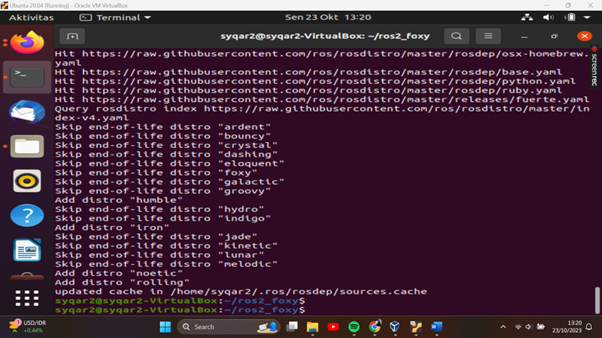 Ubuntu 20.04 [Running] - Oracle VM VirtualBox
Aktivitas
Terminal
Sen 23 Okt 13:20
syqar2@syqar2-VirtualBox: ~/ros2_foxy
Hit https://raw.githubusercontent.com/ros/rosdistro/master/rosdep/osx-homebrew.
yaml
Hit https://raw.githubusercontent.com/ros/rosdistro/master/rosdep/base.yaml
Hit https://raw.githubusercontent.com/ros/rosdistro/master/rosdep/python.yaml
Hit https://raw.githubusercontent.com/ros/rosdistro/master/rosdep/ruby.yaml
Hit https://raw.githubusercontent.com/ros/rosdistro/master/releases/fuerte.yaml
Query rosdistro index https://raw.githubusercontent.com/ros/rosdistro/master/in
dex-v4.yaml
Skip end-of-life distro "ardent"
Skip end-of-life distro "bouncy"
Skip end-of-life distro "crystal"
Skip end-of-life distro "dashing"
Skip end-of-life distro "eloquent"
Skip end-of-life distro "foxy"
Skip end-of-life distro "galactic"
Skip end-of-life distro "groovy"
Add distro "humble"
Skip end-of-life distro "hydro"
Skip end-of-life distro "indigo"
Add distro "iron"
Skip end-of-life distro "jade"
Skip end-of-life distro "kinetic"
Skip end-of-life distro "lunar"
Skip end-of-life distro "melodic"
Add distro "noetic"
Add distro "rolling"
updated cache in /home/syqar2/.ros/rosdep/sources.cache
syqar2@syqar2-VirtualBox:~/ros2_foxy$
syqar2@syqar2-VirtualBox:~/ros2_foxy$
screenrec
USD/IDR
+0.44%
Search
13:20
23/10/2023